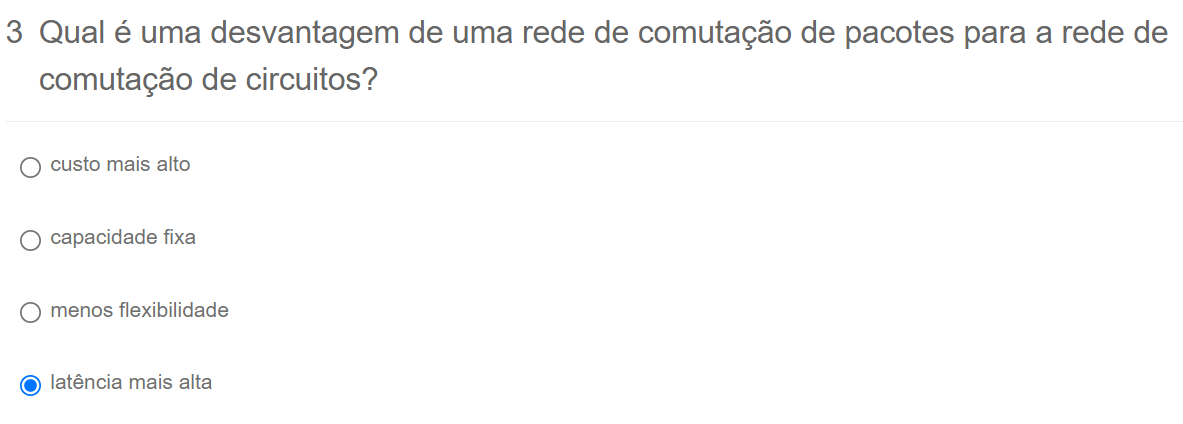 3 Qual é uma desvantagem de uma rede de comutação de pacotes para a rede de
comutação de circuitos?
custo mais alto
capacidade fixa
menos flexibilidade
latência mais alta